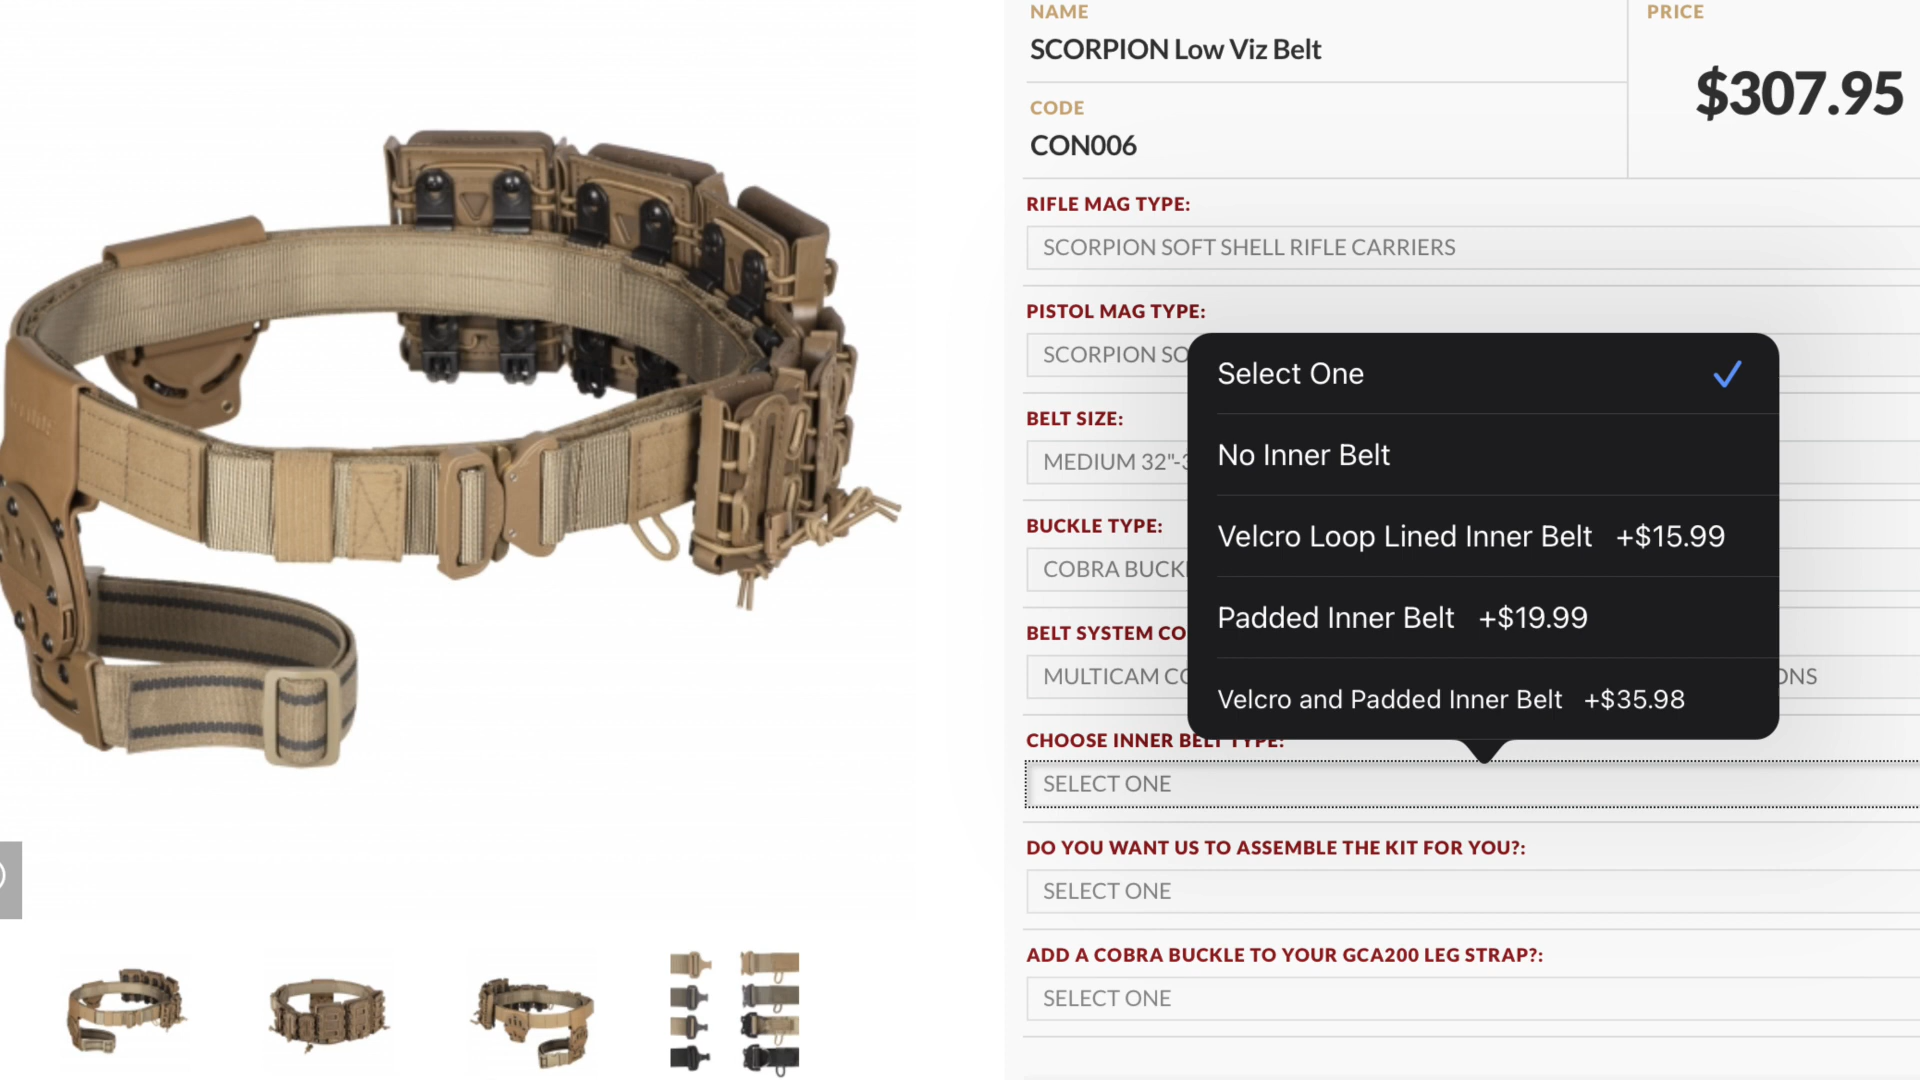 NAME
SCORPION Low Viz Belt
PRICE
$307.95
CODE
CON006
RIFLE MAG TYPE:
SCORPION SOFT SHELL RIFLE CARRIERS
PISTOL MAG TYPE:
SCORPION SO
BELT SIZE:
MEDIUM 32"-3
BUCKLE TYPE:
COBRA BUCK
BELT SYSTEM CO
MULTICAM CO
ONS
Select One
No Inner Belt
Velcro Loop Lined Inner Belt +$15.99
Padded Inner Belt +$19.99
Velcro and Padded Inner Belt +$35.98
CHOOSE INNER BELT TYPE:
SELECT ONE
DO YOU WANT US TO ASSEMBLE THE KIT FOR YOU?:
SELECT ONE
ADD A COBRA BUCKLE TO YOUR GCA200 LEG STRAP?:
SELECT ONE